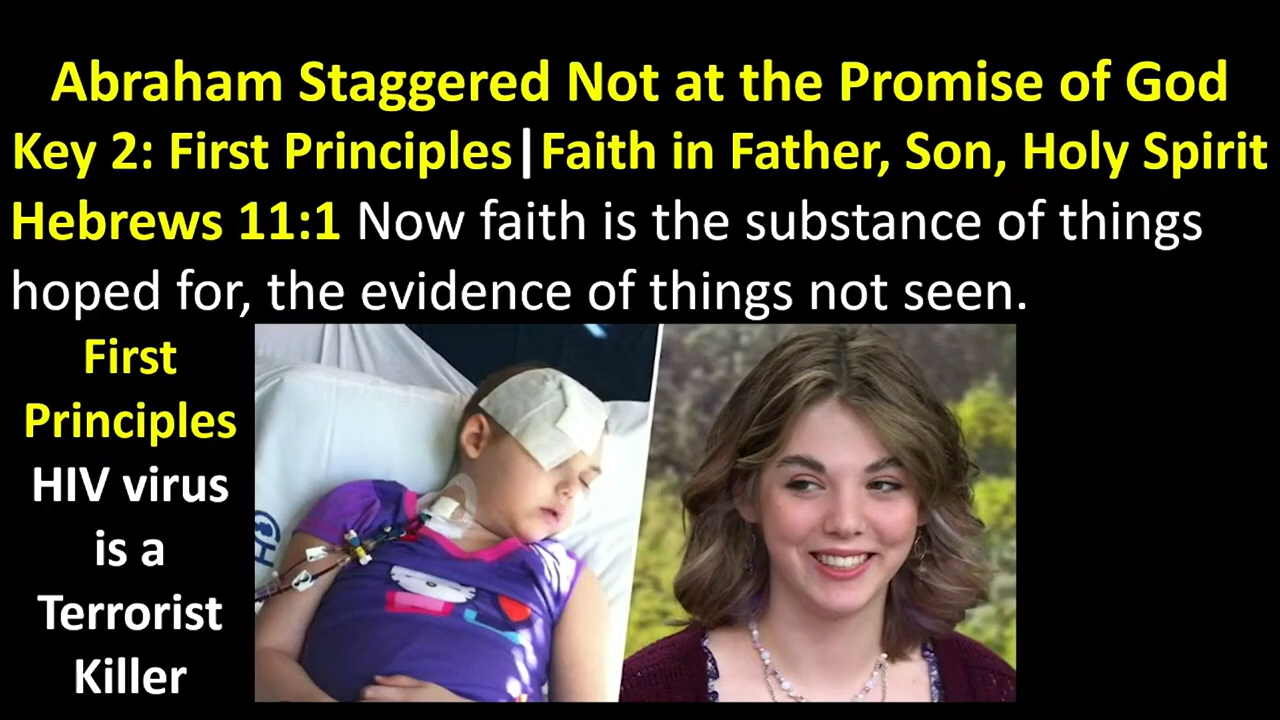 Abraham Staggered Not at the Promise of God
Key 2: First Principles|Faith in Father, Son, Holy Spirit
Hebrews 11:1 Now faith is the substance of things
hoped for, the evidence of things not seen.
First
Principles
HIV virus
is a
Terrorist
Killer